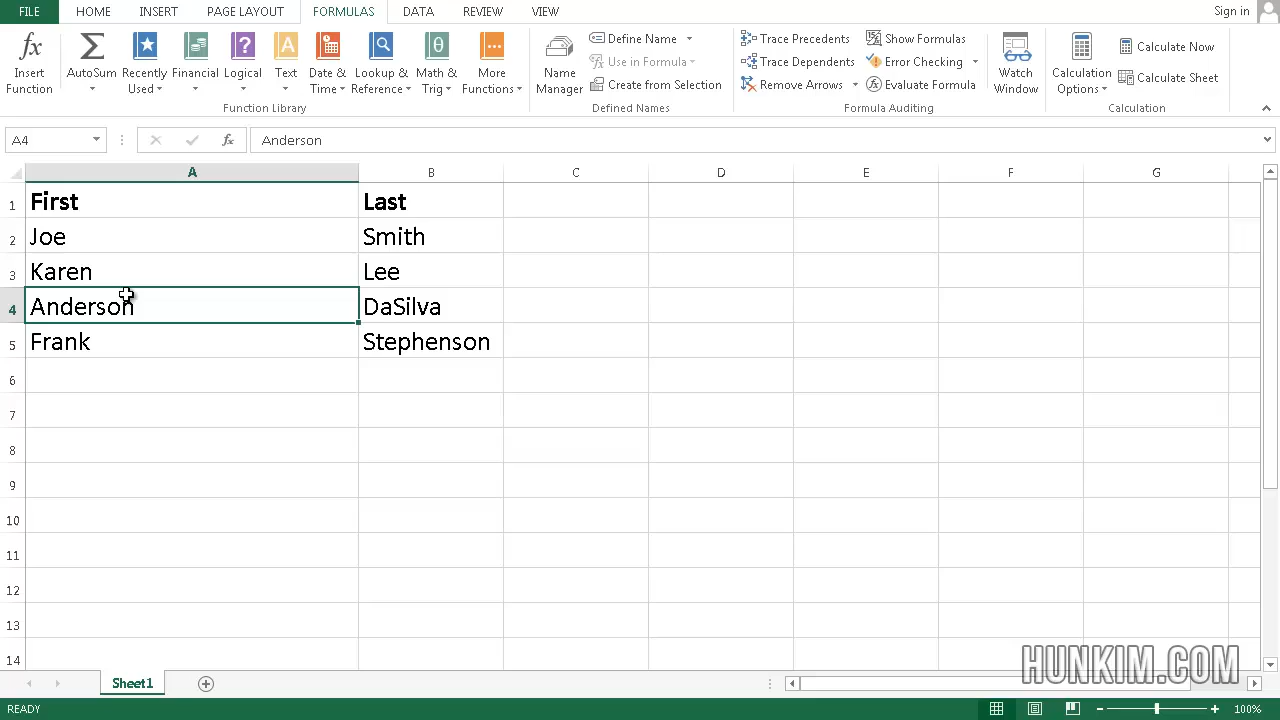 FILE HOME INSERT PAGE LAYOUT FORMULAS DATA REVIEW VIEW Sign in
fx Insert Function
Σ AutoSum
Recently Used
Financial
? Logical
A Text
Date & Time
Lookup & Reference
θ Math & Trig
More Functions
Function Library
Name Manager
Define Name
Use in Formula
Create from Selection
Defined Names
Trace Precedents
Trace Dependents
Remove Arrows
Show Formulas
Error Checking
Evaluate Formula
Formula Auditing
Watch Window
Calculation Options
Calculate Now
Calculate Sheet
Calculation
A4 fx Anderson
A B C D E F G
1 First Last
2 Joe Smith
3 Karen Lee
4 Anderson DaSilva
5 Frank Stephenson
6
7
8
9
10
11
12
13
14
HUNKIM.COM
Sheet1
READY 100%